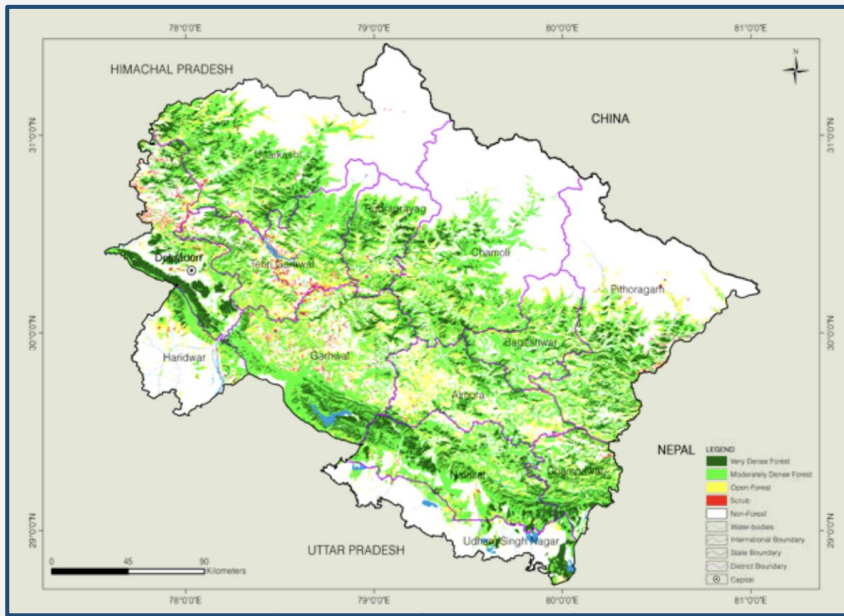 78°0'0"E
79°0'0"E
80°0'0"E
81°0'0"E
HIMACHAL PRADESH
N
CHINA
31°0'0"N
31°0'0"N
Uttarkashi
Rudraprayag
Chamoli
Dehradun
Tehri Garhwal
Pithoragarh
30°0'0"N
30°0'0"N
Haridwar
Garhwal
Bageshwar
Almora
NEPAL
Nainital
Champawat
LEGEND
Very Dense Forest
Moderately Dense Forest
Open Forest
Scrub
Non-Forest
Water-bodies
International Boundary
State Boundary
District Boundary
Capital
29°0'0"N
29°0'0"N
UTTAR PRADESH
Udham Singh Nagar
0 45 90
Kilometers
78°0'0"E
79°0'0"E
80°0'0"E
81°0'0"E